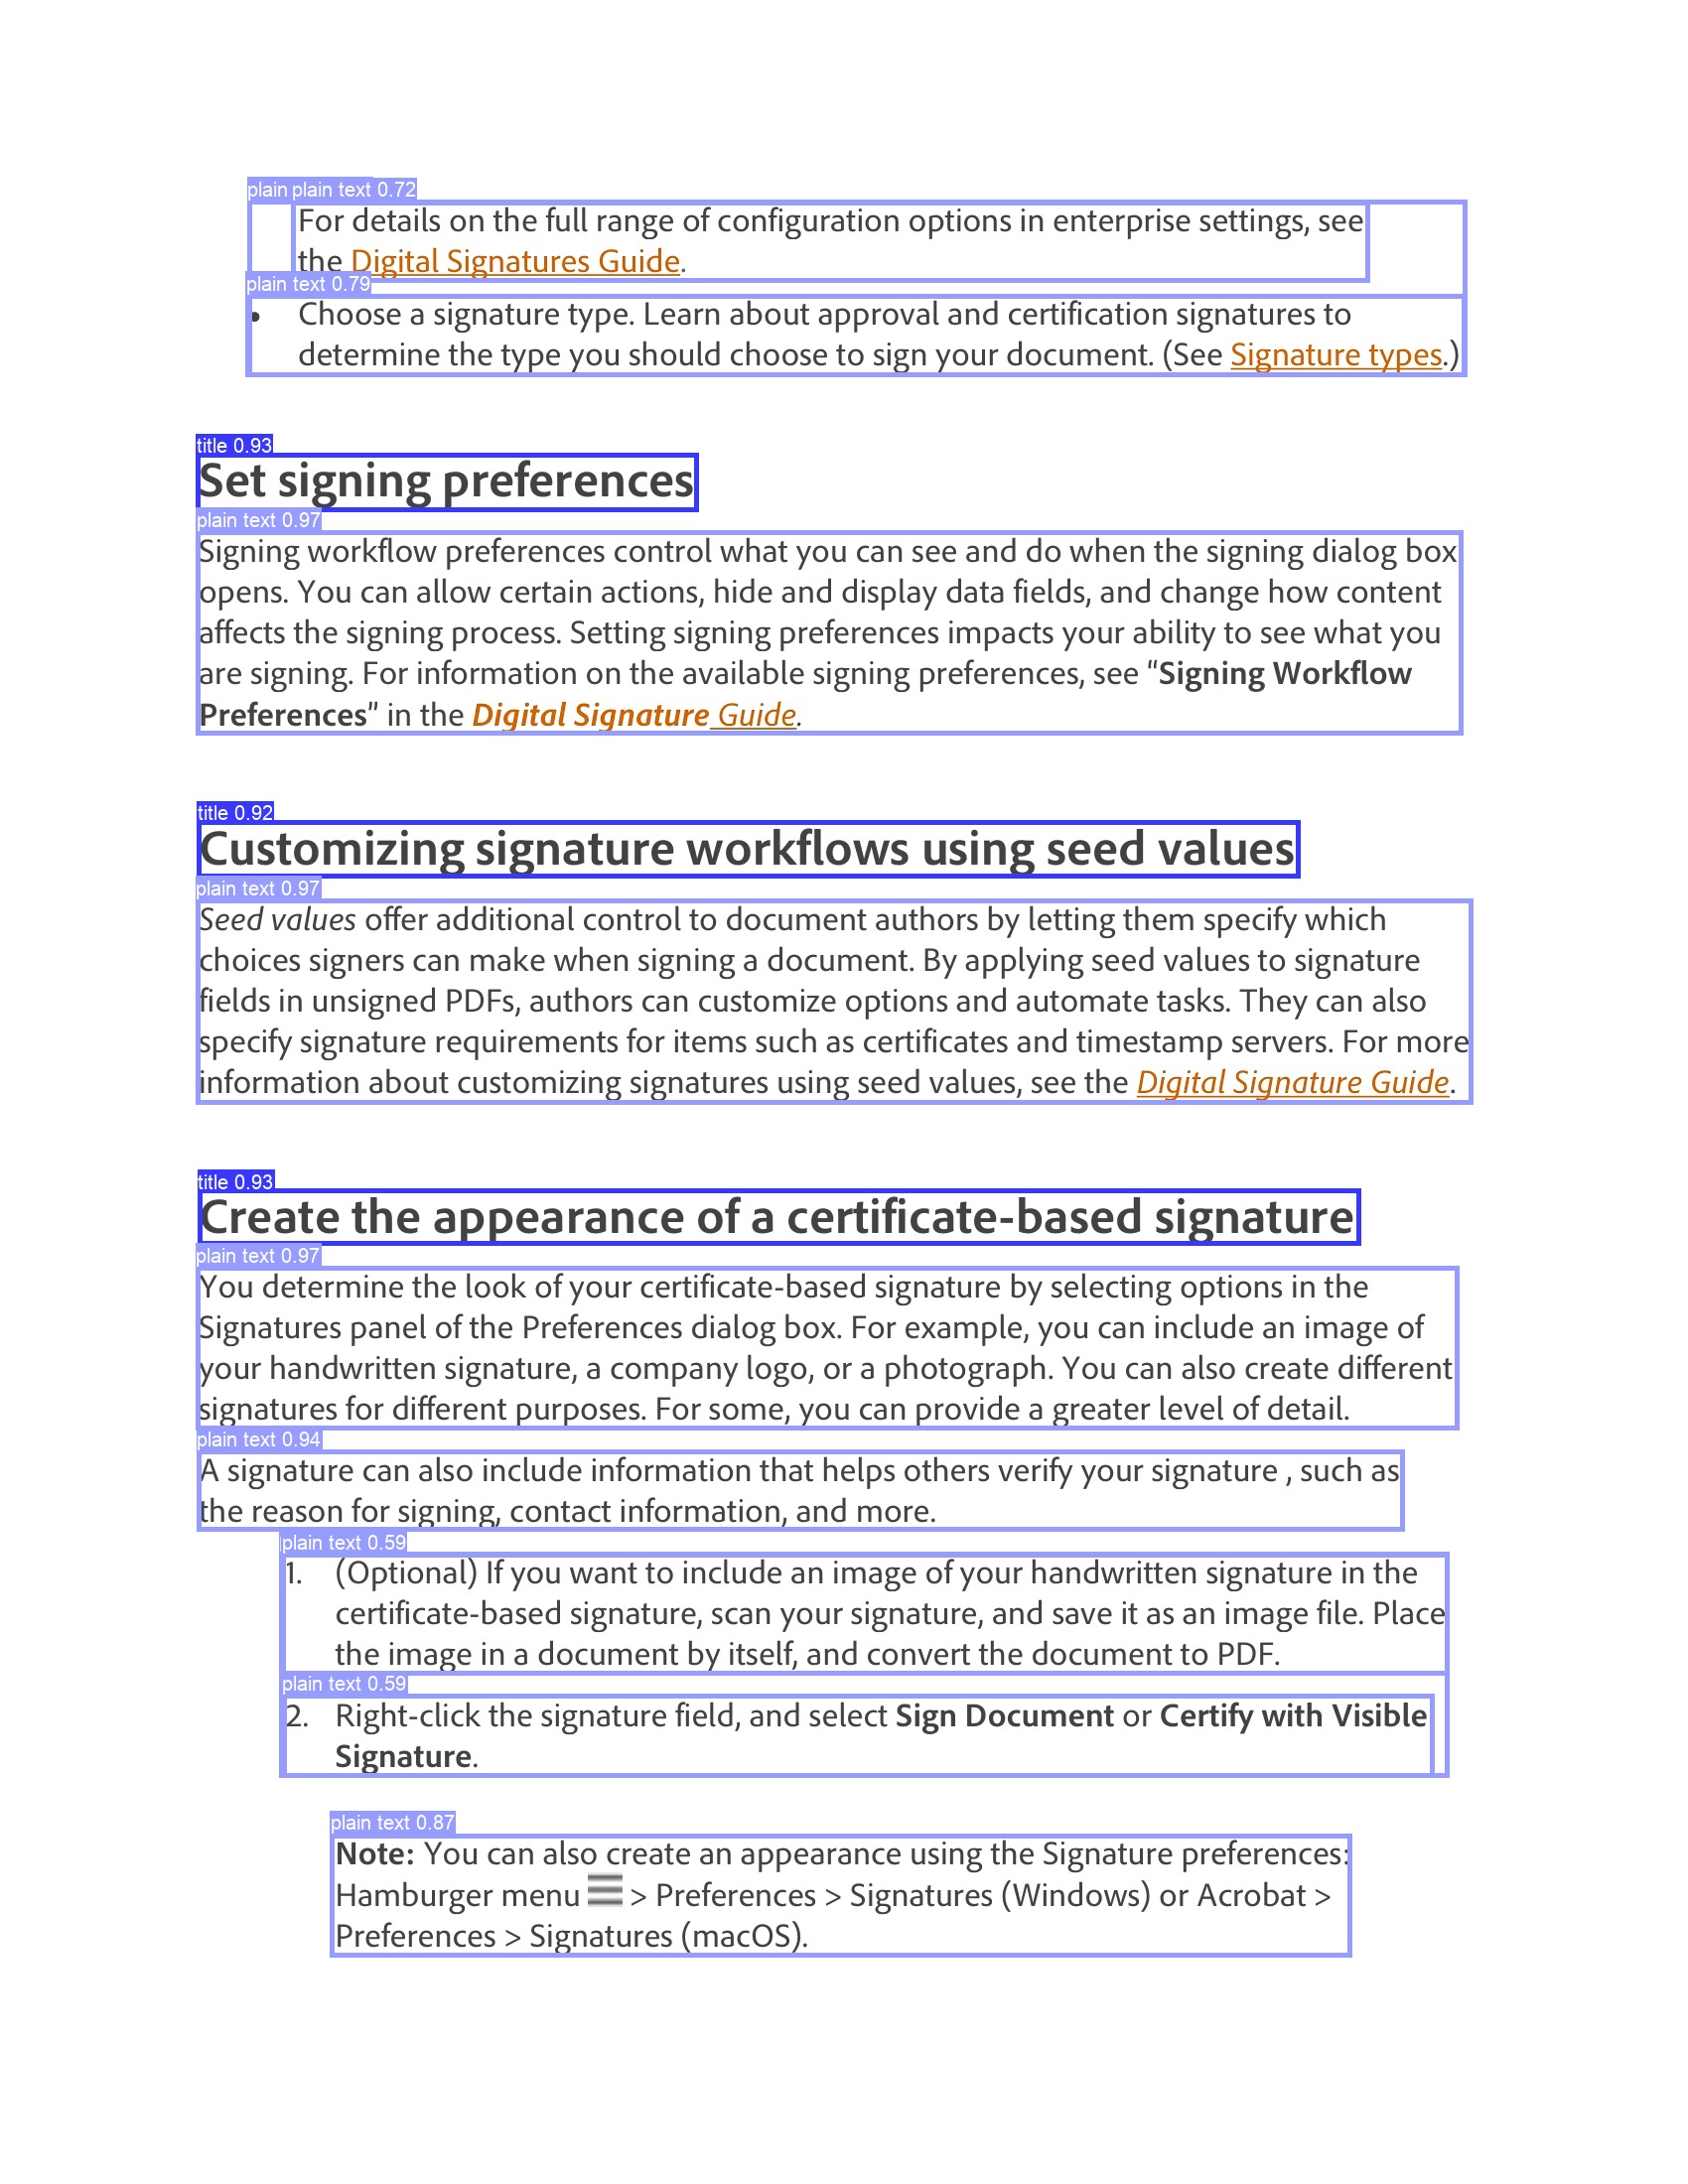 plain plain text 0.72
For details on the full range of configuration options in enterprise settings, see
the Digital Signatures Guide.
plain text 0.79
• Choose a signature type. Learn about approval and certification signatures to
determine the type you should choose to sign your document. (See Signature types.)
title 0.93
Set signing preferences
plain text 0.97
Signing workflow preferences control what you can see and do when the signing dialog box
opens. You can allow certain actions, hide and display data fields, and change how content
affects the signing process. Setting signing preferences impacts your ability to see what you
are signing. For information on the available signing preferences, see “Signing Workflow
Preferences” in the Digital Signature Guide.
title 0.92
Customizing signature workflows using seed values
plain text 0.97
Seed values offer additional control to document authors by letting them specify which
choices signers can make when signing a document. By applying seed values to signature
fields in unsigned PDFs, authors can customize options and automate tasks. They can also
specify signature requirements for items such as certificates and timestamp servers. For more
information about customizing signatures using seed values, see the Digital Signature Guide.
title 0.93
Create the appearance of a certificate-based signature
plain text 0.97
You determine the look of your certificate-based signature by selecting options in the
Signatures panel of the Preferences dialog box. For example, you can include an image of
your handwritten signature, a company logo, or a photograph. You can also create different
signatures for different purposes. For some, you can provide a greater level of detail.
plain text 0.94
A signature can also include information that helps others verify your signature , such as
the reason for signing, contact information, and more.
plain text 0.59
1. (Optional) If you want to include an image of your handwritten signature in the
certificate-based signature, scan your signature, and save it as an image file. Place
the image in a document by itself, and convert the document to PDF.
plain text 0.59
2. Right-click the signature field, and select Sign Document or Certify with Visible
Signature.
plain text 0.87
Note: You can also create an appearance using the Signature preferences:
Hamburger menu > Preferences > Signatures (Windows) or Acrobat >
Preferences > Signatures (macOS).